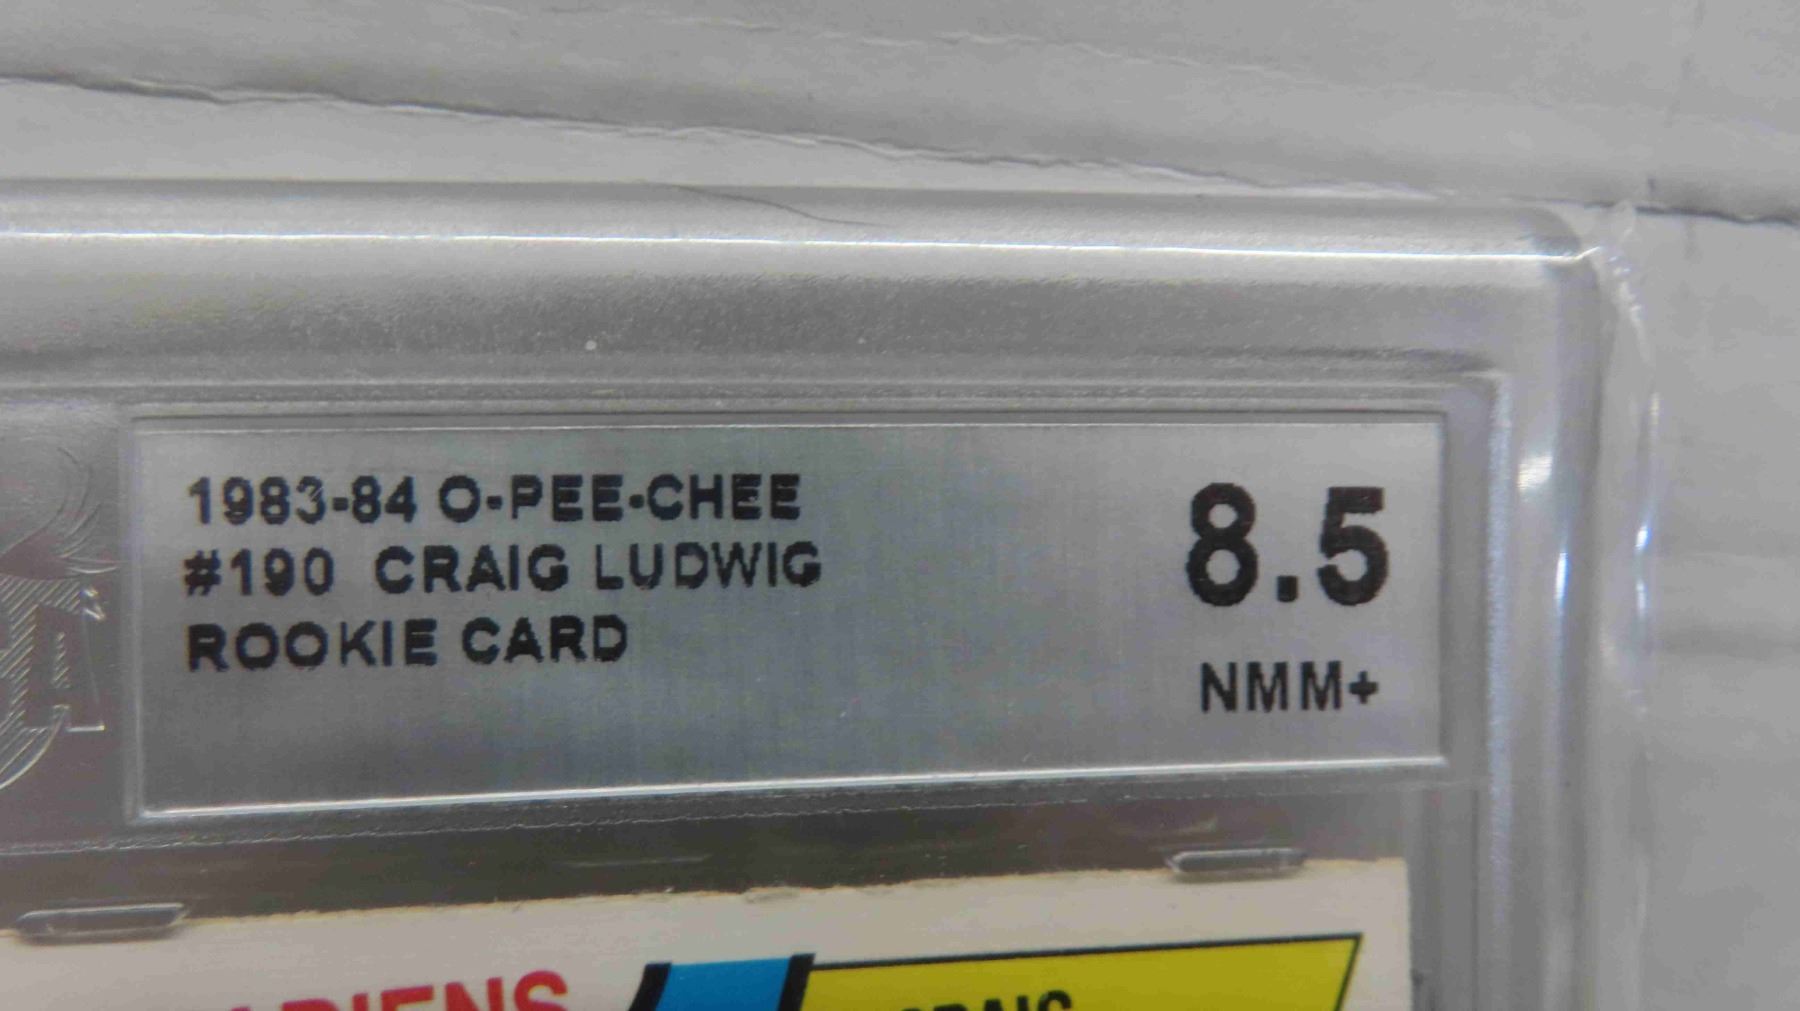 1983-84 O-PEE-CHEE
#190 CRAIG LUDWIG
ROOKIE CARD
8.5
NMM+